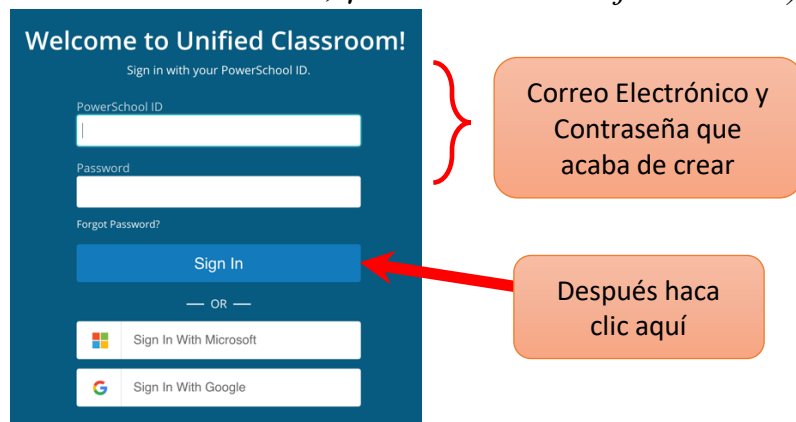 Welcome to Unified Classroom!
Sign in with your PowerSchool ID.
PowerSchool ID
Password
Forgot Password?
Sign In
— OR —
Sign In With Microsoft
Sign In With Google
Correo Electrónico y
Contraseña que
acaba de crear
Después haca
clic aquí